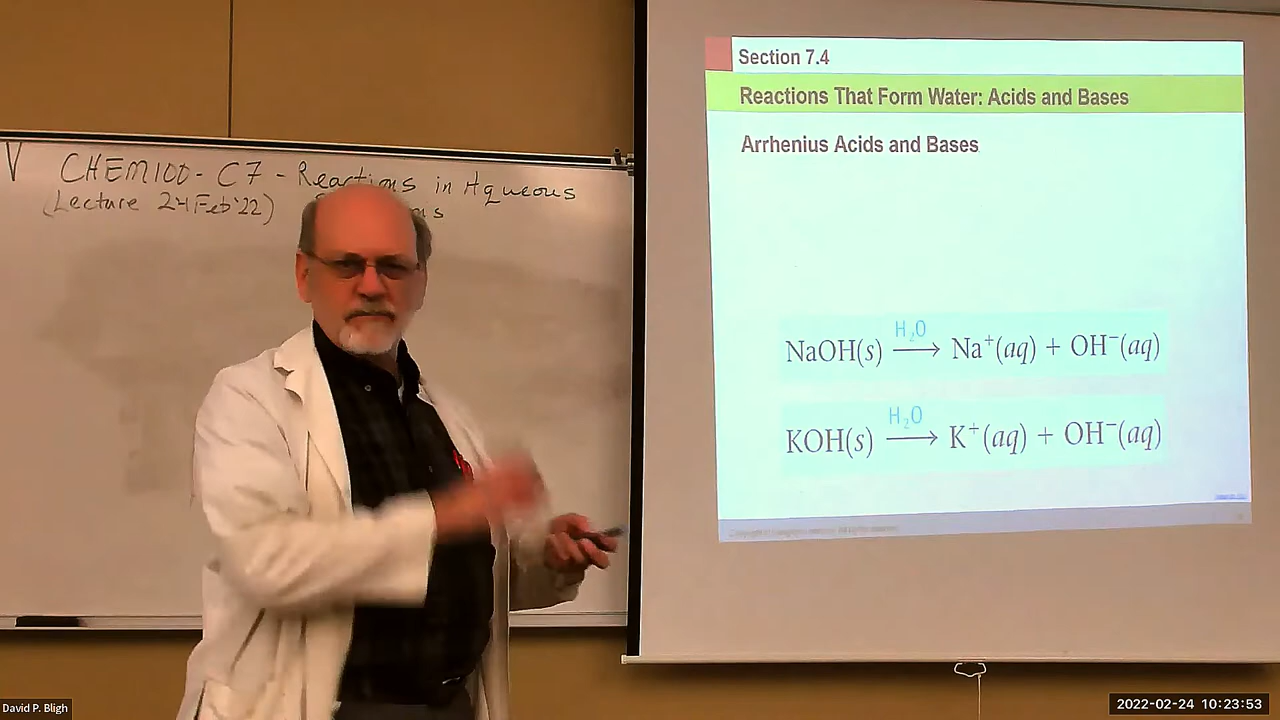 V CHEM100 - C7 - Reactions in Aqueous
(Lecture 24 Feb '22)
Section 7.4
Reactions That Form Water: Acids and Bases
Arrhenius Acids and Bases
NaOH(s) H₂O → Na⁺(aq) + OH⁻(aq)
KOH(s) H₂O → K⁺(aq) + OH⁻(aq)
David P. Bligh
2022-02-24 10:23:53